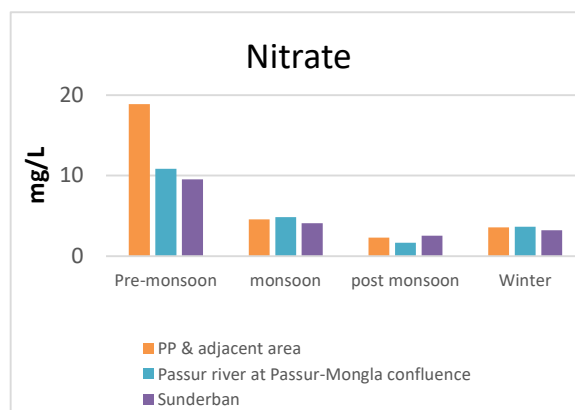 Nitrate
mg/L
20
10
0
Pre-monsoon monsoon post monsoon Winter
PP & adjacent area
Passur river at Passur-Mongla confluence
Sunderban